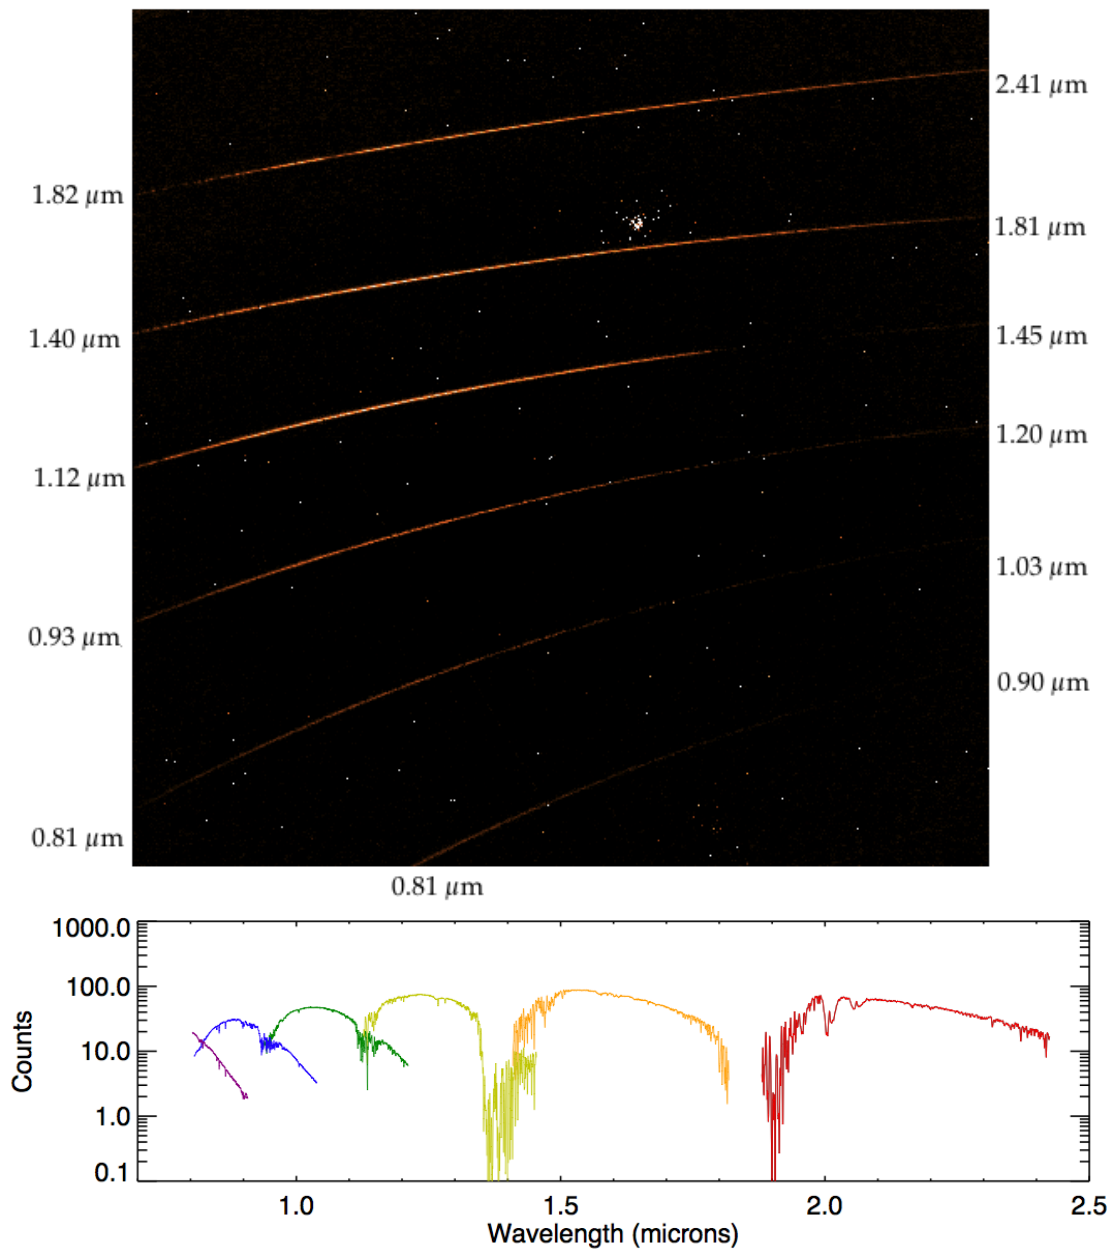 2.41 µm
1.82 µm
1.81 µm
1.40 µm
1.45 µm
1.12 µm
1.20 µm
0.93 µm
1.03 µm
0.90 µm
0.81 µm
0.81 µm
1000.0
100.0
10.0
1.0
0.1
Counts
1.0 1.5 2.0 2.5
Wavelength (microns)